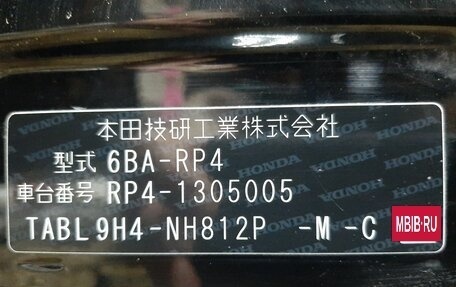 本田技研工業株式会社
型式 6BA-RP4
車台番号 RP4-1305005
TABL 9H4-NH812P -M -C
MBIB.RU